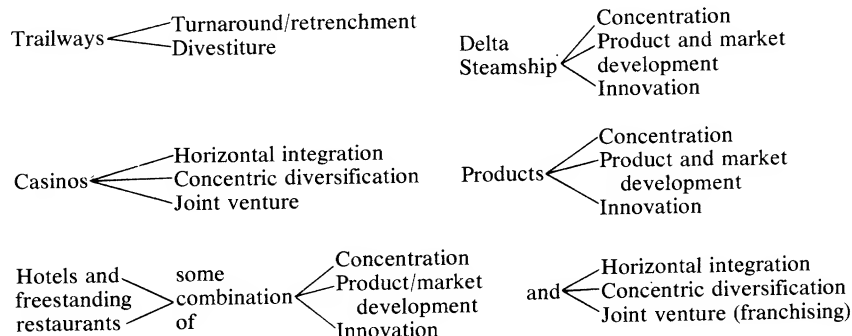 Trailways
Turnaround/retrenchment
Divestiture
Delta
Steamship
Concentration
Product and market
development
Innovation
Casinos
Horizontal integration
Concentric diversification
Joint venture
Products
Concentration
Product and market
development
Innovation
Hotels and
freestanding
restaurants
some
combination
of
Concentration
Product/market
development
Innovation
and
Horizontal integration
Concentric diversification
Joint venture (franchising)